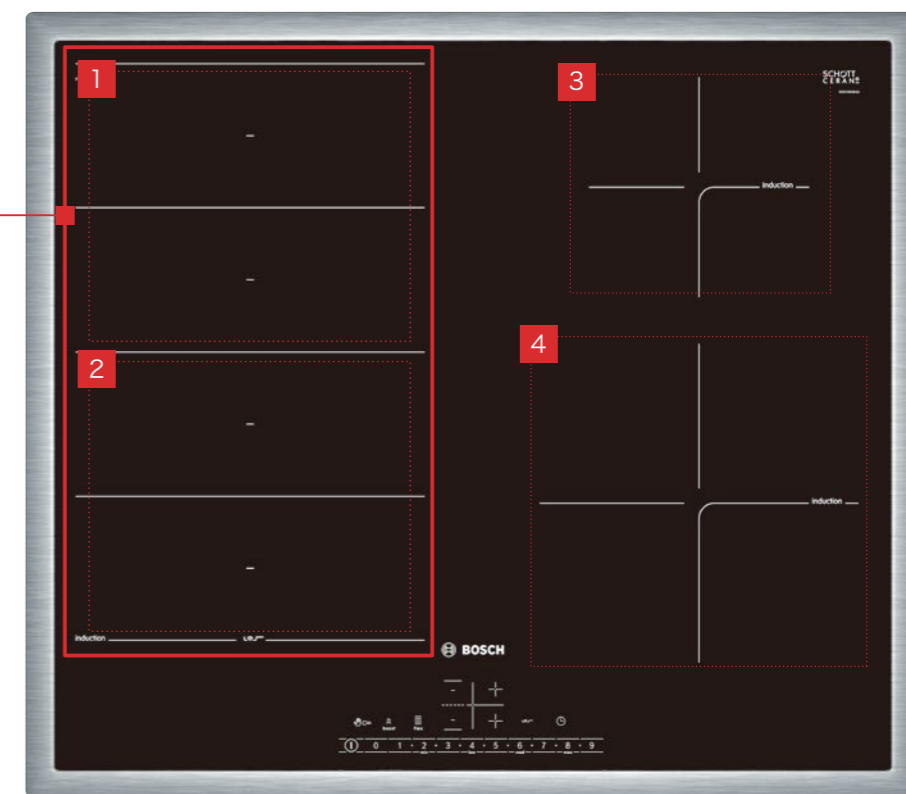 1
3
SCHOTT
CERAN®
induction
2
4
induction
induction
BOSCH
0 1 · 2 · 3 · 4 · 5 · 6 · 7 · 8 · 9